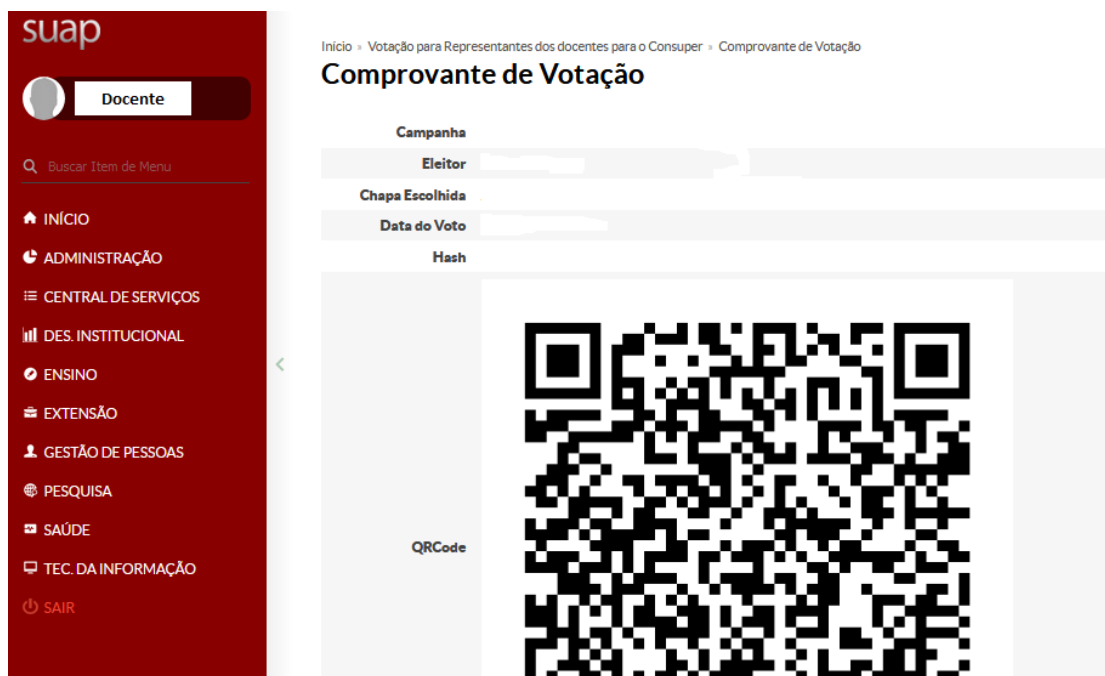 suap
Docente
Buscar Item de Menu
INÍCIO
ADMINISTRAÇÃO
CENTRAL DE SERVIÇOS
DES. INSTITUCIONAL
ENSINO
EXTENSÃO
GESTÃO DE PESSOAS
PESQUISA
SAÚDE
TEC. DA INFORMAÇÃO
SAIR
Início » Votação para Representantes dos docentes para o Consuper » Comprovante de Votação
Comprovante de Votação
Campanha
Eleitor
Chapa Escolhida
Data do Voto
Hash
QRCode